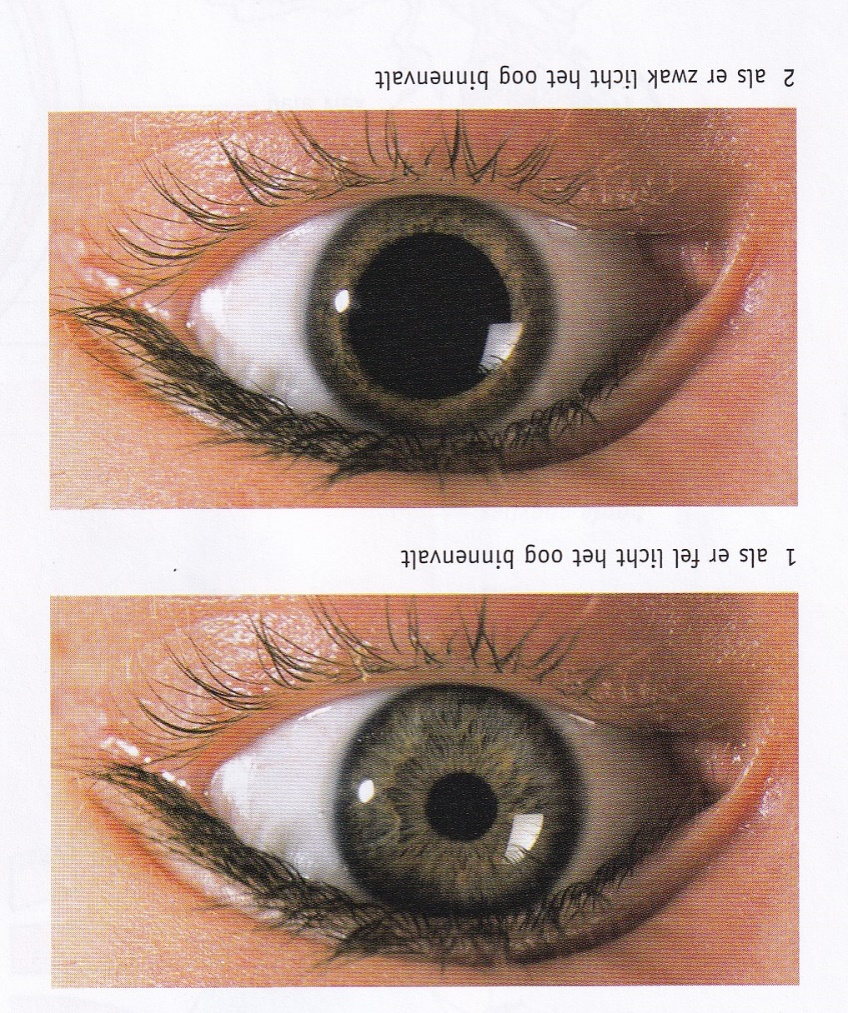 1 als er fel licht het oog binnenvalt
2 als er zwak licht het oog binnenvalt